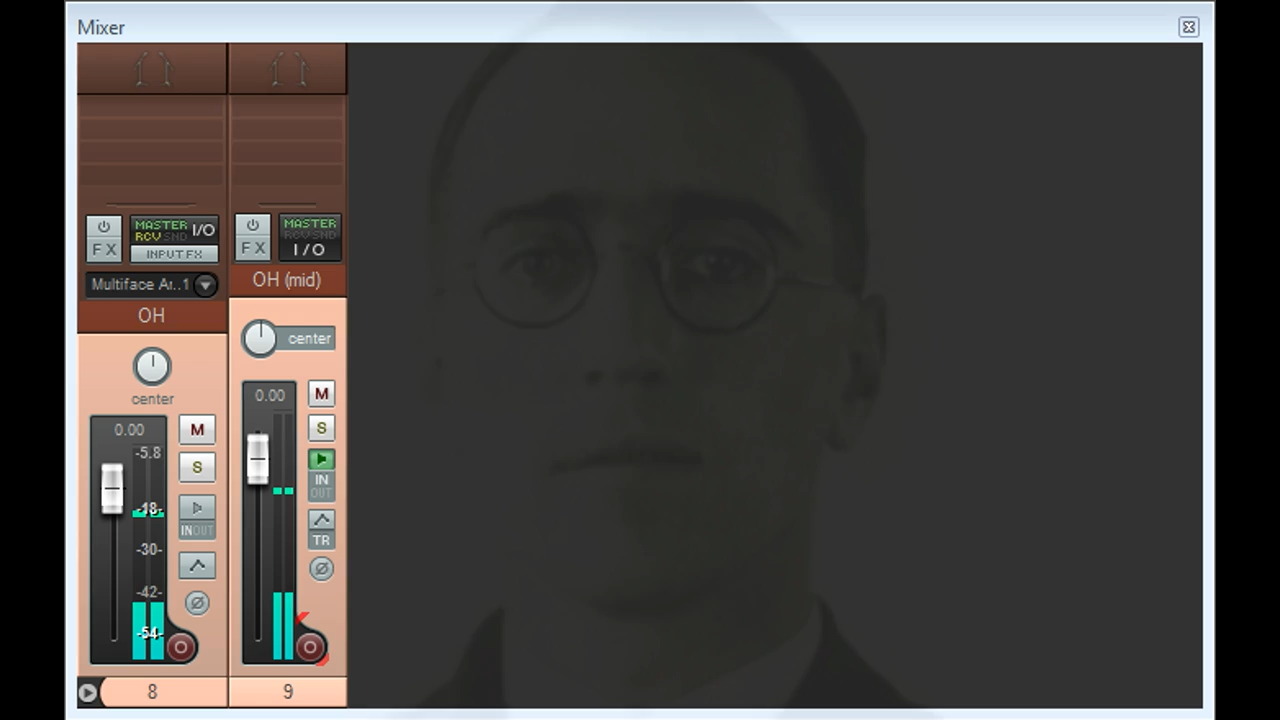 Mixer
MASTER
RCV SND
I/O
FX
INPUT FX
Multiface Ar..1
OH
center
0.00
M
-5.8
S
-18-
IN OUT
-30-
-42-
-54-
8
MASTER
RCV SND
FX
I/O
OH (mid)
center
0.00
M
S
IN
OUT
TR
9